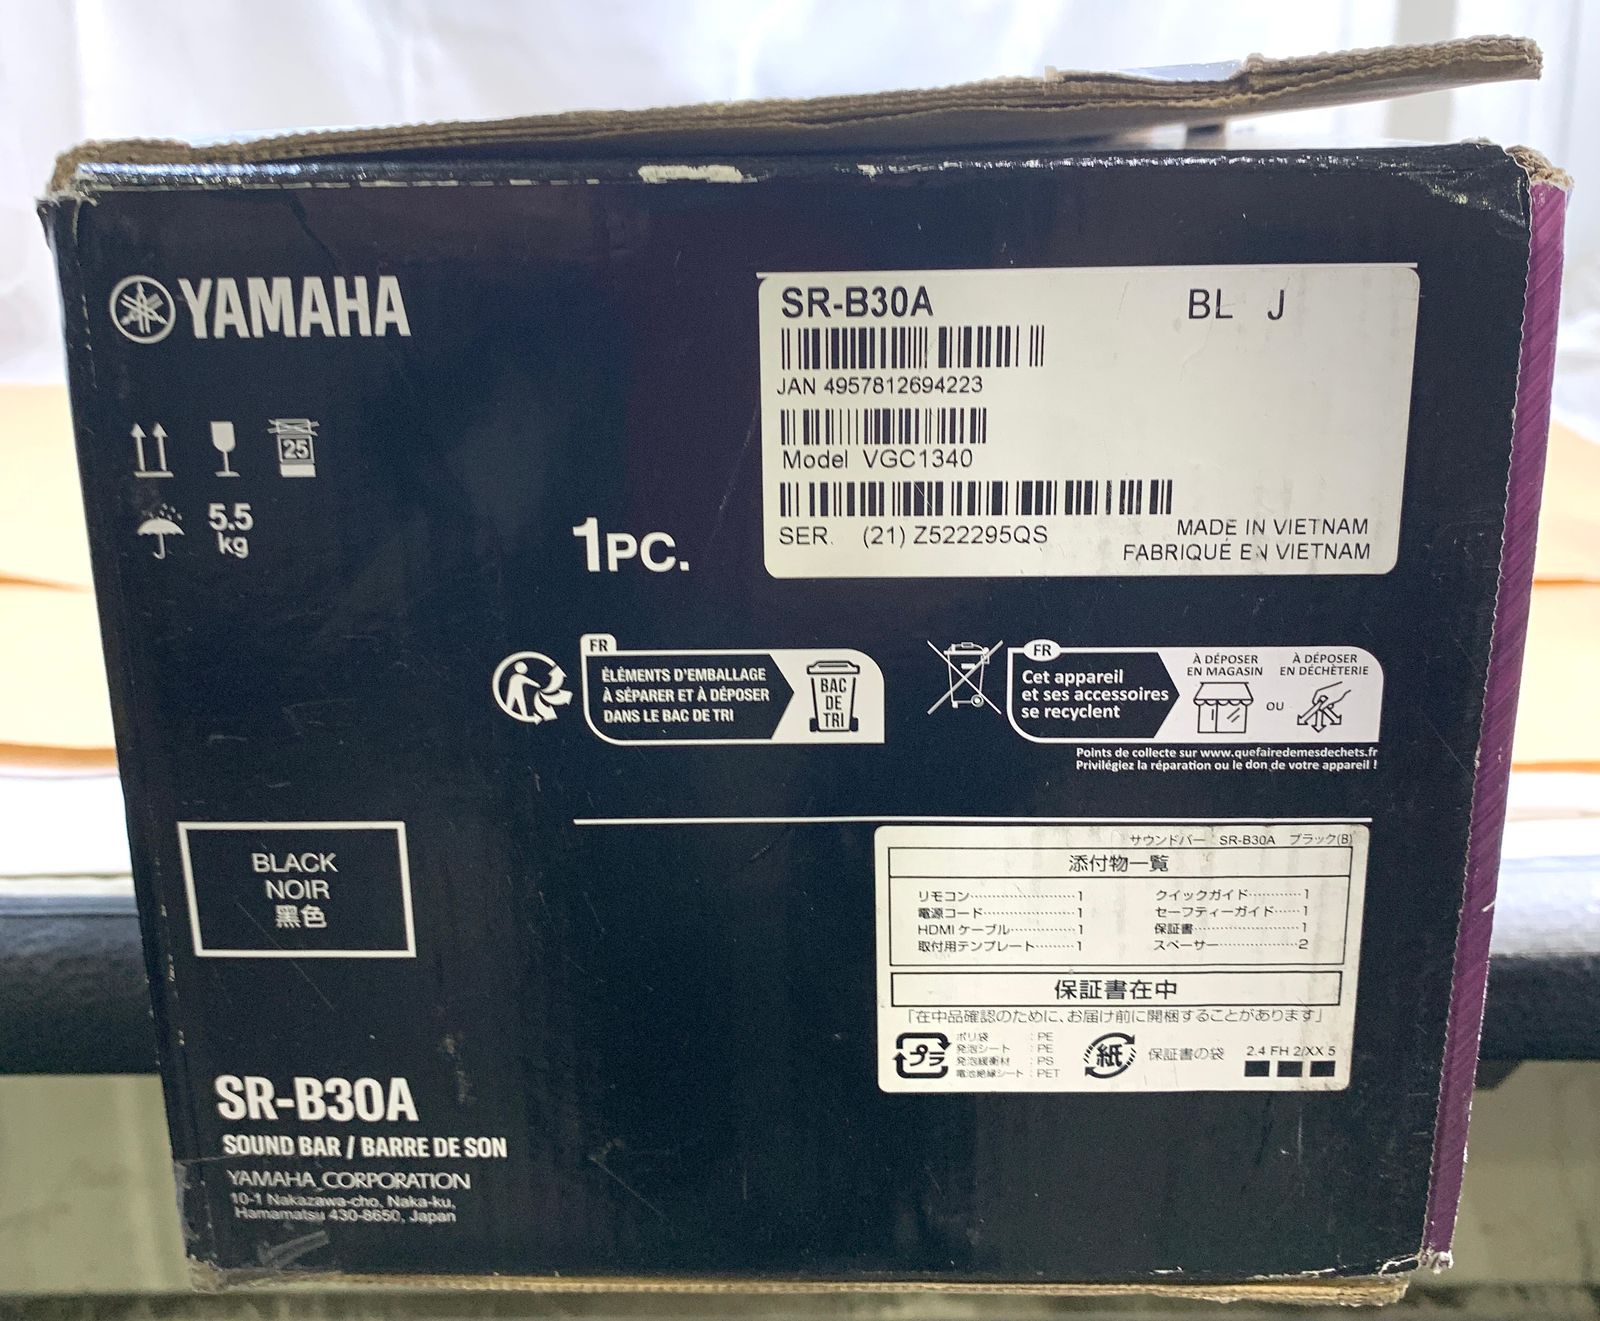 YAMAHA
25
5.5
kg
1PC.
SR-B30A BL J
JAN 4957812694223
Model VGC1340
SER. (21) Z522295QS
MADE IN VIETNAM
FABRIQUÉ EN VIETNAM
FR
ÉLÉMENTS D'EMBALLAGE
À SÉPARER ET À DÉPOSER
DANS LE BAC DE TRI
BAC
DE
TRI
FR
Cet appareil
et ses accessoires
se recyclent
À DÉPOSER
EN MAGASIN
OU
À DÉPOSER
EN DÉCHÈTERIE
Points de collecte sur www.quefairedemesdechets.fr
Privilégiez la réparation ou le don de votre appareil !
BLACK
NOIR
黑色
サウンドバー SR-B30A ブラック(B)
添付物一覧
リモコン……………………1
電源コード…………………1
HDMI ケーブル……………1
取付用テンプレート………1
クイックガイド…………1
セーフティーガイド……1
保証書……………………1
スペーサー………………2
保証書在中
「在中品確認のために、お届け前に開梱することがあります」
プラ
ポリ袋 : PE
発泡シート : PE
発泡緩衝材 : PS
電池絶縁シート : PET
紙
保証書の袋
2.4 FH 2/XX 5
SR-B30A
SOUND BAR / BARRE DE SON
YAMAHA CORPORATION
10-1 Nakazawa-cho, Naka-ku,
Hamamatsu 430-8650, Japan